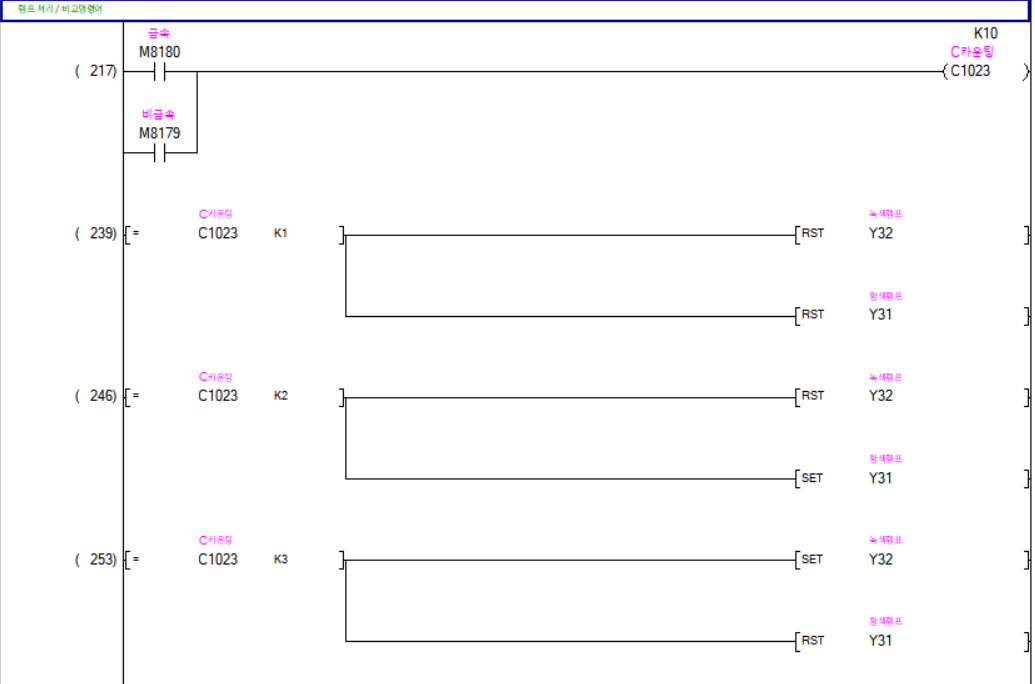 램프 처리 / 비교명령어
K10
금속
C카운팅
M8180
( 217)
C1023
비금속
M8179
C카운팅
녹색램프
( 239) [ = C1023 K1 ] [ RST Y32 ]
황색램프
[ RST Y31 ]
C카운팅
녹색램프
( 246) [ = C1023 K2 ] [ RST Y32 ]
황색램프
[ SET Y31 ]
C카운팅
녹색램프
( 253) [ = C1023 K3 ] [ SET Y32 ]
황색램프
[ RST Y31 ]